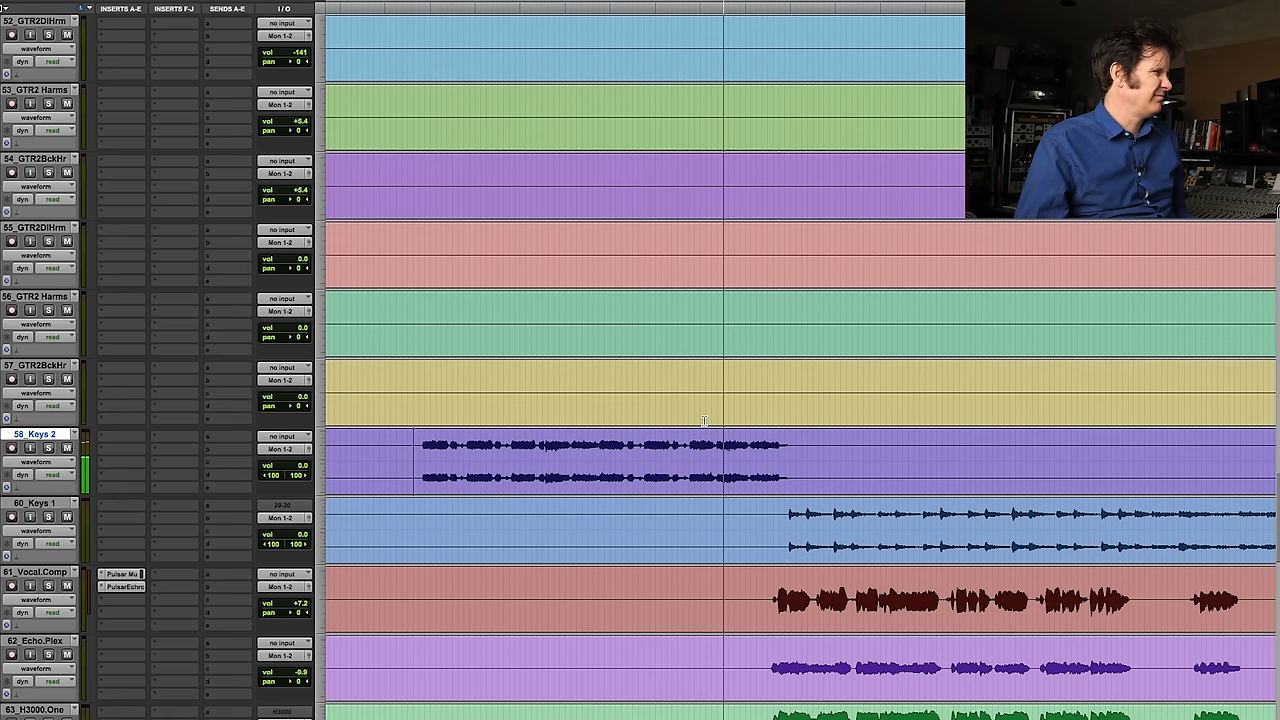 INSERTS A-E INSERTS F-J SENDS A-E I / O
52_GTR2DIHrm no input
I S M a Mon 1-2
waveform b
dyn read c vol -141
d pan 0
e
53_GTR2 Harms a no input
I S M b Mon 1-2
waveform c vol +5.4
dyn read d pan 0
e
54_GTR2BckHr a no input
I S M b Mon 1-2
waveform c vol +5.4
dyn read d pan 0
e
55_GTR2DIHrm a no input
I S M b Mon 1-2
waveform c vol 0.0
dyn read d pan 0
e
56_GTR2 Harms a no input
I S M b Mon 1-2
waveform c vol 0.0
dyn read d pan 0
e
57_GTR2BckHr a no input
I S M b Mon 1-2
waveform c vol 0.0
dyn read d pan 0
e
58_Keys 2 a no input
I S M b Mon 1-2
waveform c vol 0.0
dyn read d 100 100
e
60_Keys 1 a 29-30
I S M b Mon 1-2
waveform c vol 0.0
dyn read d 100 100
e
61_Vocal.Comp Pulsar Mu a no input
I S M PulsarEchro b Mon 1-2
waveform c vol +7.2
dyn read d pan 0
e
62_Echo.Plex a no input
I S M b Mon 1-2
waveform c vol -9.9
dyn read d pan 0
e
63_H3000.One a H3000